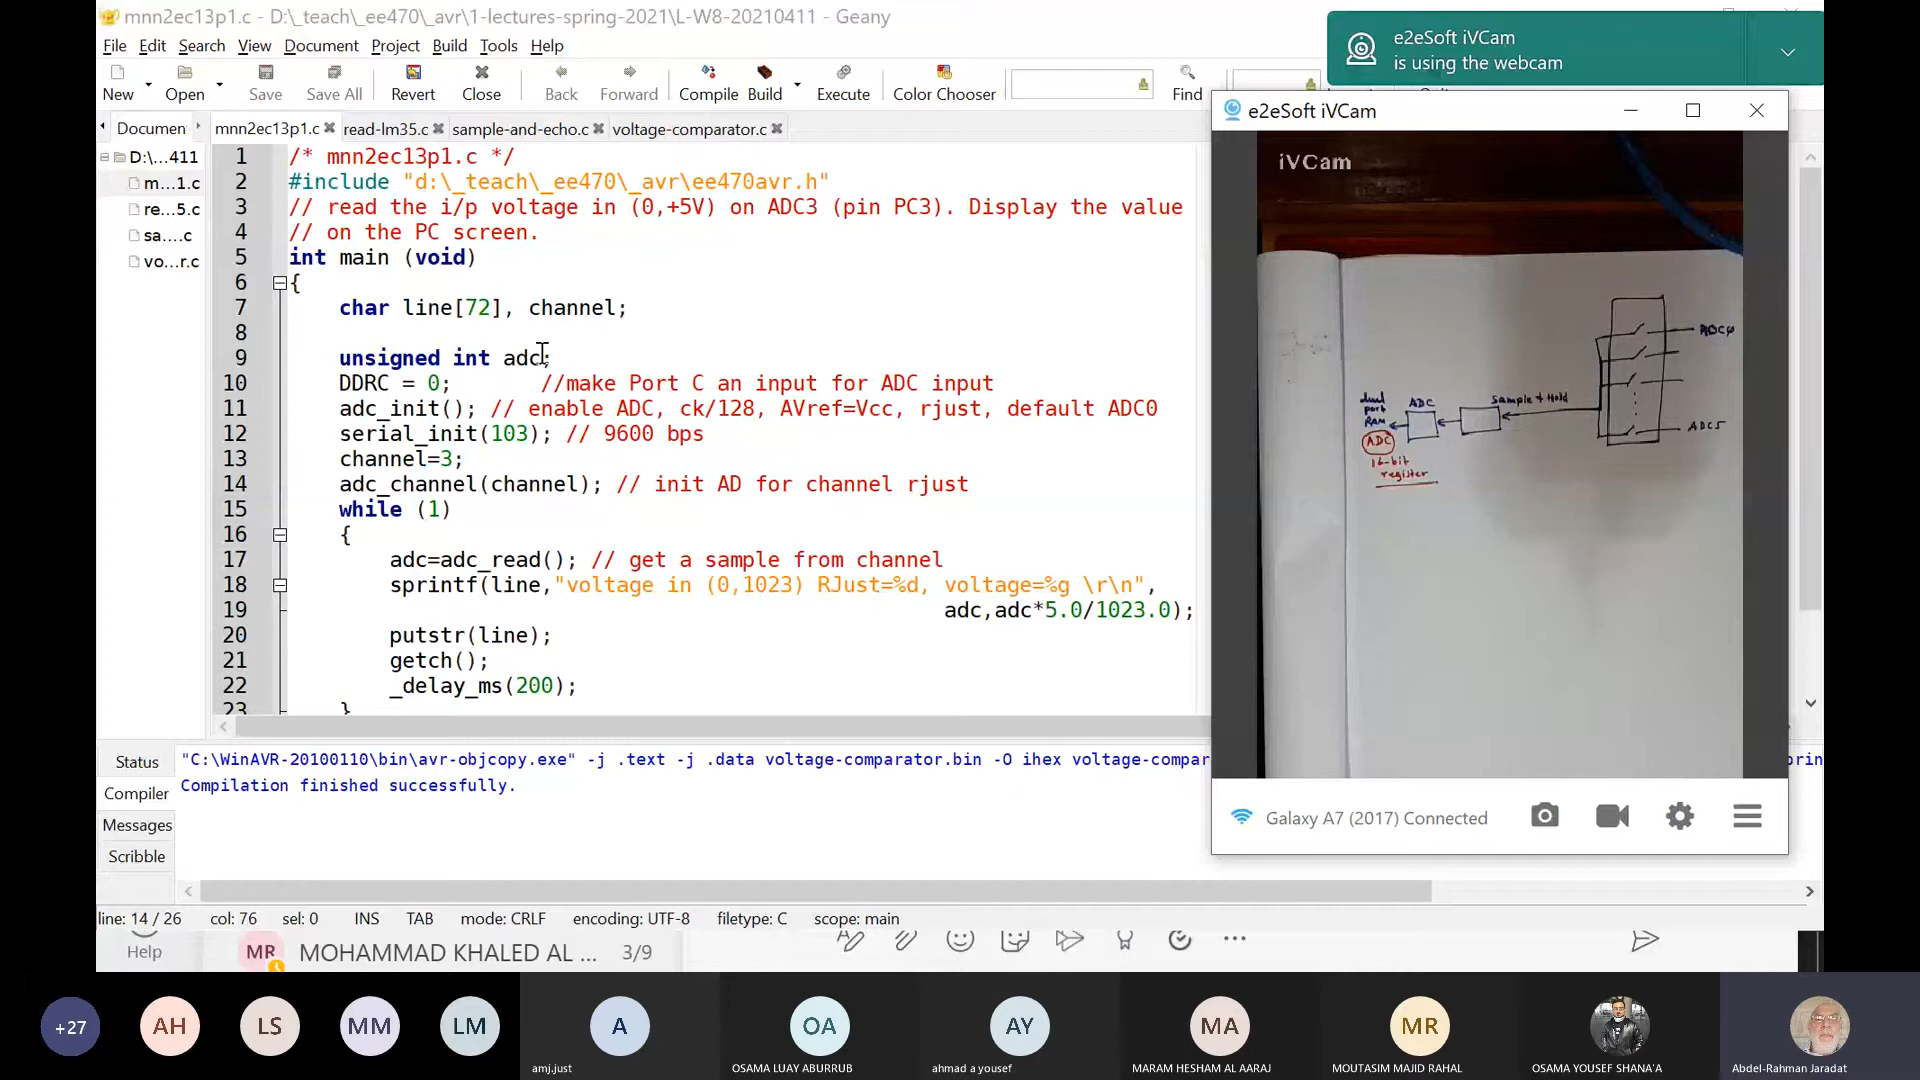 mnn2ec13p1.c - D:\_teach\_ee470\_avr\1-lectures-spring-2021\L-W8-20210411 - Geany
File Edit Search View Document Project Build Tools Help
New Open Save Save All Revert Close Back Forward Compile Build Execute Color Chooser Find
e2eSoft iVCam
is using the webcam
Documen mnn2ec13p1.c read-lm35.c sample-and-echo.c voltage-comparator.c
D:\...411
m...1.c
re...5.c
sa....c
vo...r.c
1 /* mnn2ec13p1.c */
2 #include "d:\_teach\_ee470\_avr\ee470avr.h"
3 // read the i/p voltage in (0,+5V) on ADC3 (pin PC3). Display the value
4 // on the PC screen.
5 int main (void)
6 {
7 char line[72], channel;
8
9 unsigned int adc;
10 DDRC = 0; //make Port C an input for ADC input
11 adc_init(); // enable ADC, ck/128, AVref=Vcc, rjust, default ADC0
12 serial_init(103); // 9600 bps
13 channel=3;
14 adc_channel(channel); // init AD for channel rjust
15 while (1)
16 {
17 adc=adc_read(); // get a sample from channel
18 sprintf(line,"voltage in (0,1023) RJust=%d, voltage=%g \r\n",
19 adc,adc*5.0/1023.0);
20 putstr(line);
21 getch();
22 _delay_ms(200);
23 }
e2eSoft iVCam
iVCam
ADC0
Sample & Hold
dual
port
RAM
ADC
ADC5
ADC
16-bit
register
Galaxy A7 (2017) Connected
Status
Compiler
Messages
Scribble
"C:\WinAVR-20100110\bin\avr-objcopy.exe" -j .text -j .data voltage-comparator.bin -O ihex voltage-compar
Compilation finished successfully.
line: 14 / 26 col: 76 sel: 0 INS TAB mode: CRLF encoding: UTF-8 filetype: C scope: main
Help
MR MOHAMMAD KHALED AL ... 3/9
+27 AH LS MM LM A OA AY MA MR
amj.just OSAMA LUAY ABURRUB ahmad a yousef MARAM HESHAM AL AARAJ MOUTASIM MAJID RAHAL OSAMA YOUSEF SHANA'A Abdel-Rahman Jaradat